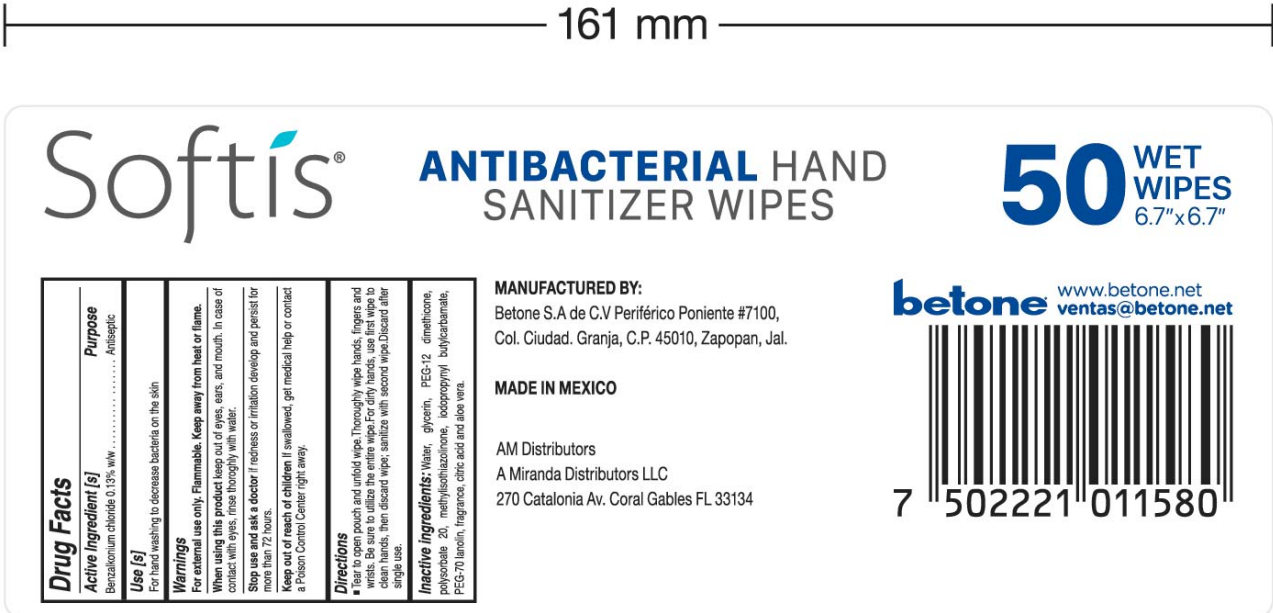 161 mm
Softis®
ANTIBACTERIAL HAND
SANITIZER WIPES
50
WET
WIPES
6.7"x6.7"
Drug Facts
Active Ingredient [s] Purpose
Benzalkonium chloride 0.13% w/w . . . . . . . . . . . . . . . . . . Antiseptic
Use [s]
For hand washing to decrease bacteria on the skin
Warnings
For external use only. Flammable. Keep away from heat or flame.
When using this product keep out of eyes, ears, and mouth. In case of
contact with eyes, rinse thoroghly with water.
Stop use and ask a doctor if redness or irritation develop and persist for
more than 72 hours.
Keep out of reach of children If swallowed, get medical help or contact
a Poison Control Center right away.
Directions
▪ Tear to open pouch and unfold wipe.Thoroughly wipe hands, fingers and
wrists. Be sure to utilize the entire wipe.For dirty hands, use first wipe to
clean hands, then discard wipe; sanitize with second wipe.Discard after
single use.
Inactive ingredients: Water, glycerin, PEG-12 dimethicone,
polysorbate 20, methylisothiazolinone, iodopropynyl butylcarbamate,
PEG-70 lanolin, fragrance, citric acid and aloe vera.
MANUFACTURED BY:
Betone S.A de C.V Periférico Poniente #7100,
Col. Ciudad. Granja, C.P. 45010, Zapopan, Jal.
MADE IN MEXICO
AM Distributors
A Miranda Distributors LLC
270 Catalonia Av. Coral Gables FL 33134
betone
www.betone.net
ventas@betone.net
7 502221 011580